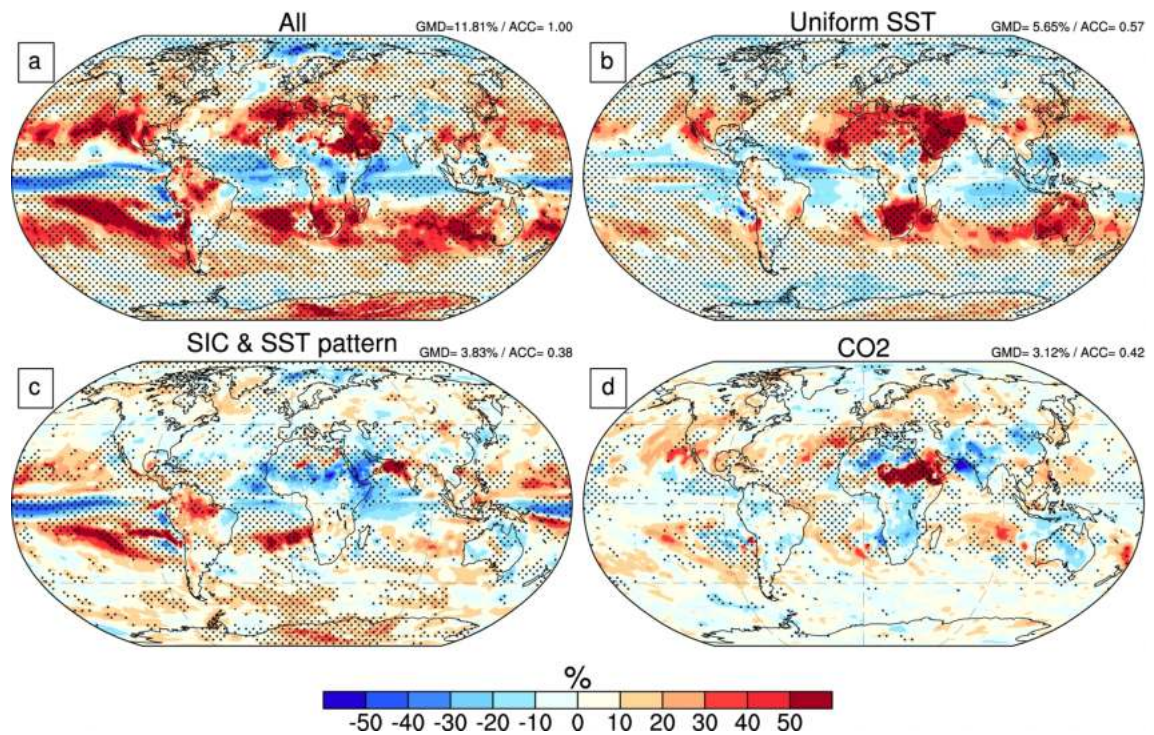 All
GMD=11.81% / ACC= 1.00
a
Uniform SST
GMD= 5.65% / ACC= 0.57
b
SIC & SST pattern
GMD= 3.83% / ACC= 0.38
c
CO2
GMD= 3.12% / ACC= 0.42
d
%
-50 -40 -30 -20 -10 0 10 20 30 40 50